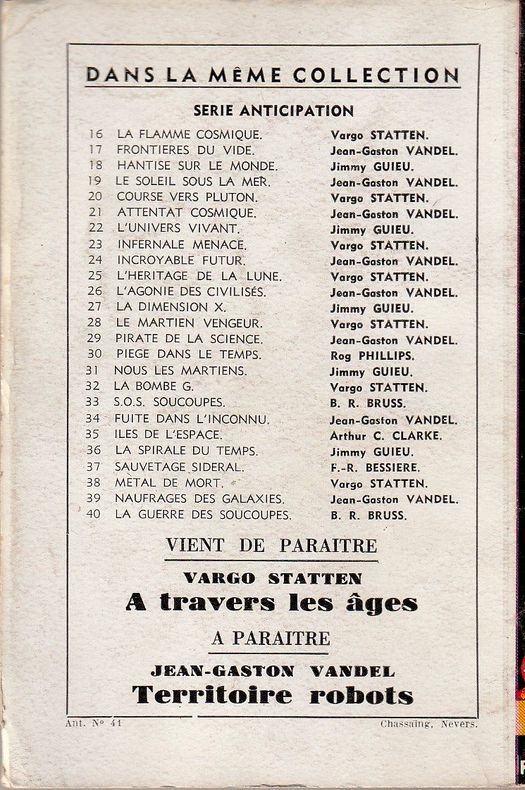 DANS LA MÊME COLLECTION
SERIE ANTICIPATION
16 LA FLAMME COSMIQUE. Vargo STATTEN.
17 FRONTIERES DU VIDE. Jean-Gaston VANDEL.
18 HANTISE SUR LE MONDE. Jimmy GUIEU.
19 LE SOLEIL SOUS LA MER. Jean-Gaston VANDEL.
20 COURSE VERS PLUTON. Vargo STATTEN.
21 ATTENTAT COSMIQUE. Jean-Gaston VANDEL.
22 L'UNIVERS VIVANT. Jimmy GUIEU.
23 INFERNALE MENACE. Vargo STATTEN.
24 INCROYABLE FUTUR. Jean-Gaston VANDEL.
25 L'HERITAGE DE LA LUNE. Vargo STATTEN.
26 L'AGONIE DES CIVILISÉS. Jean-Gaston VANDEL.
27 LA DIMENSION X. Jimmy GUIEU.
28 LE MARTIEN VENGEUR. Vargo STATTEN.
29 PIRATE DE LA SCIENCE. Jean-Gaston VANDEL.
30 PIEGE DANS LE TEMPS. Rog PHILLIPS.
31 NOUS LES MARTIENS. Jimmy GUIEU.
32 LA BOMBE G. Vargo STATTEN.
33 S.O.S. SOUCOUPES. B. R. BRUSS.
34 FUITE DANS L'INCONNU. Jean-Gaston VANDEL.
35 ILES DE L'ESPACE. Arthur C. CLARKE.
36 LA SPIRALE DU TEMPS. Jimmy GUIEU.
37 SAUVETAGE SIDERAL. F.-R. BESSIERE.
38 MÈTAL DE MORT. Vargo STATTEN.
39 NAUFRAGES DES GALAXIES. Jean-Gaston VANDEL.
40 LA GUERRE DES SOUCOUPES. B. R. BRUSS.
VIENT DE PARAITRE
VARGO STATTEN
A travers les âges
A PARAITRE
JEAN-GASTON VANDEL
Territoire robots
Ant. Nº 41 Chassaing, Nevers.